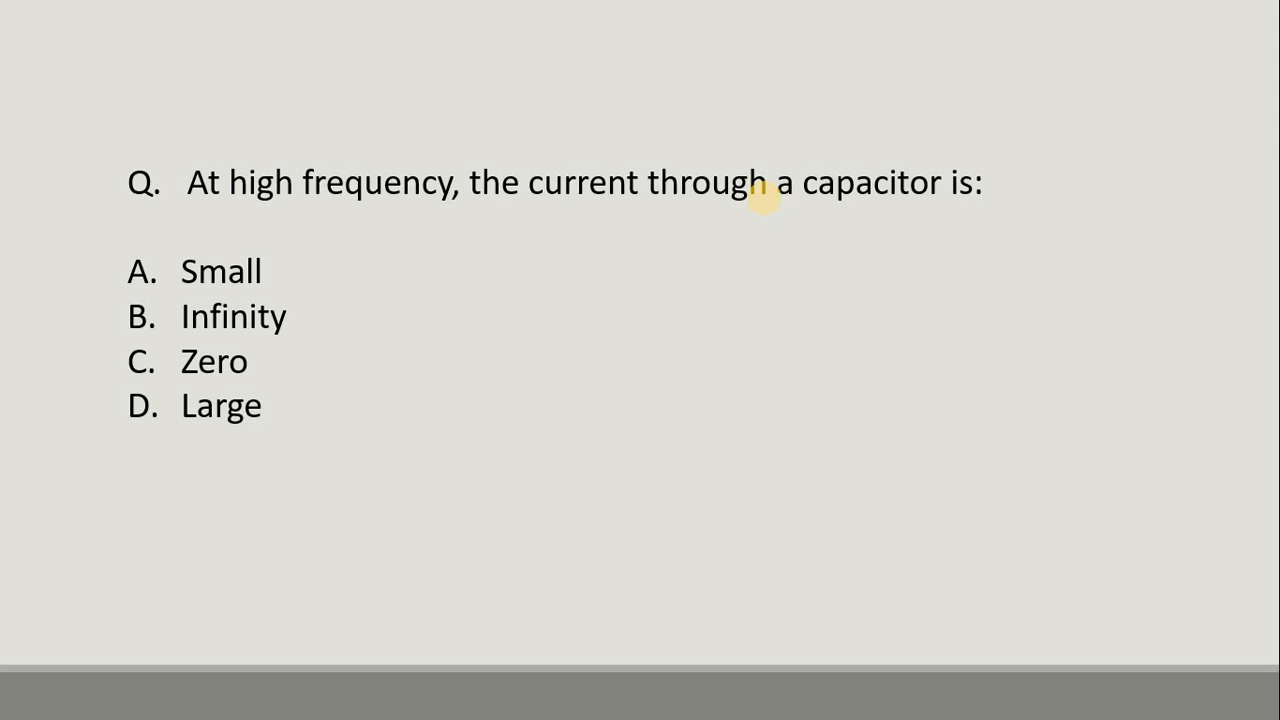 Q. At high frequency, the current through a capacitor is:
A. Small
B. Infinity
C. Zero
D. Large